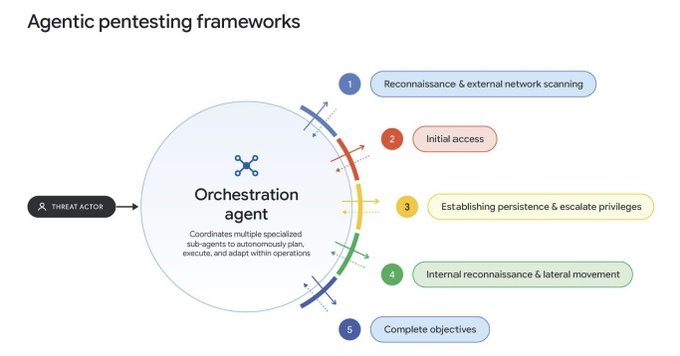 Agentic pentesting frameworks
1 Reconnaissance & external network scanning
2 Initial access
THREAT ACTOR
Orchestration
agent
Coordinates multiple specialized
sub-agents to autonomously plan,
execute, and adapt within operations
3 Establishing persistence & escalate privileges
4 Internal reconnaissance & lateral movement
5 Complete objectives